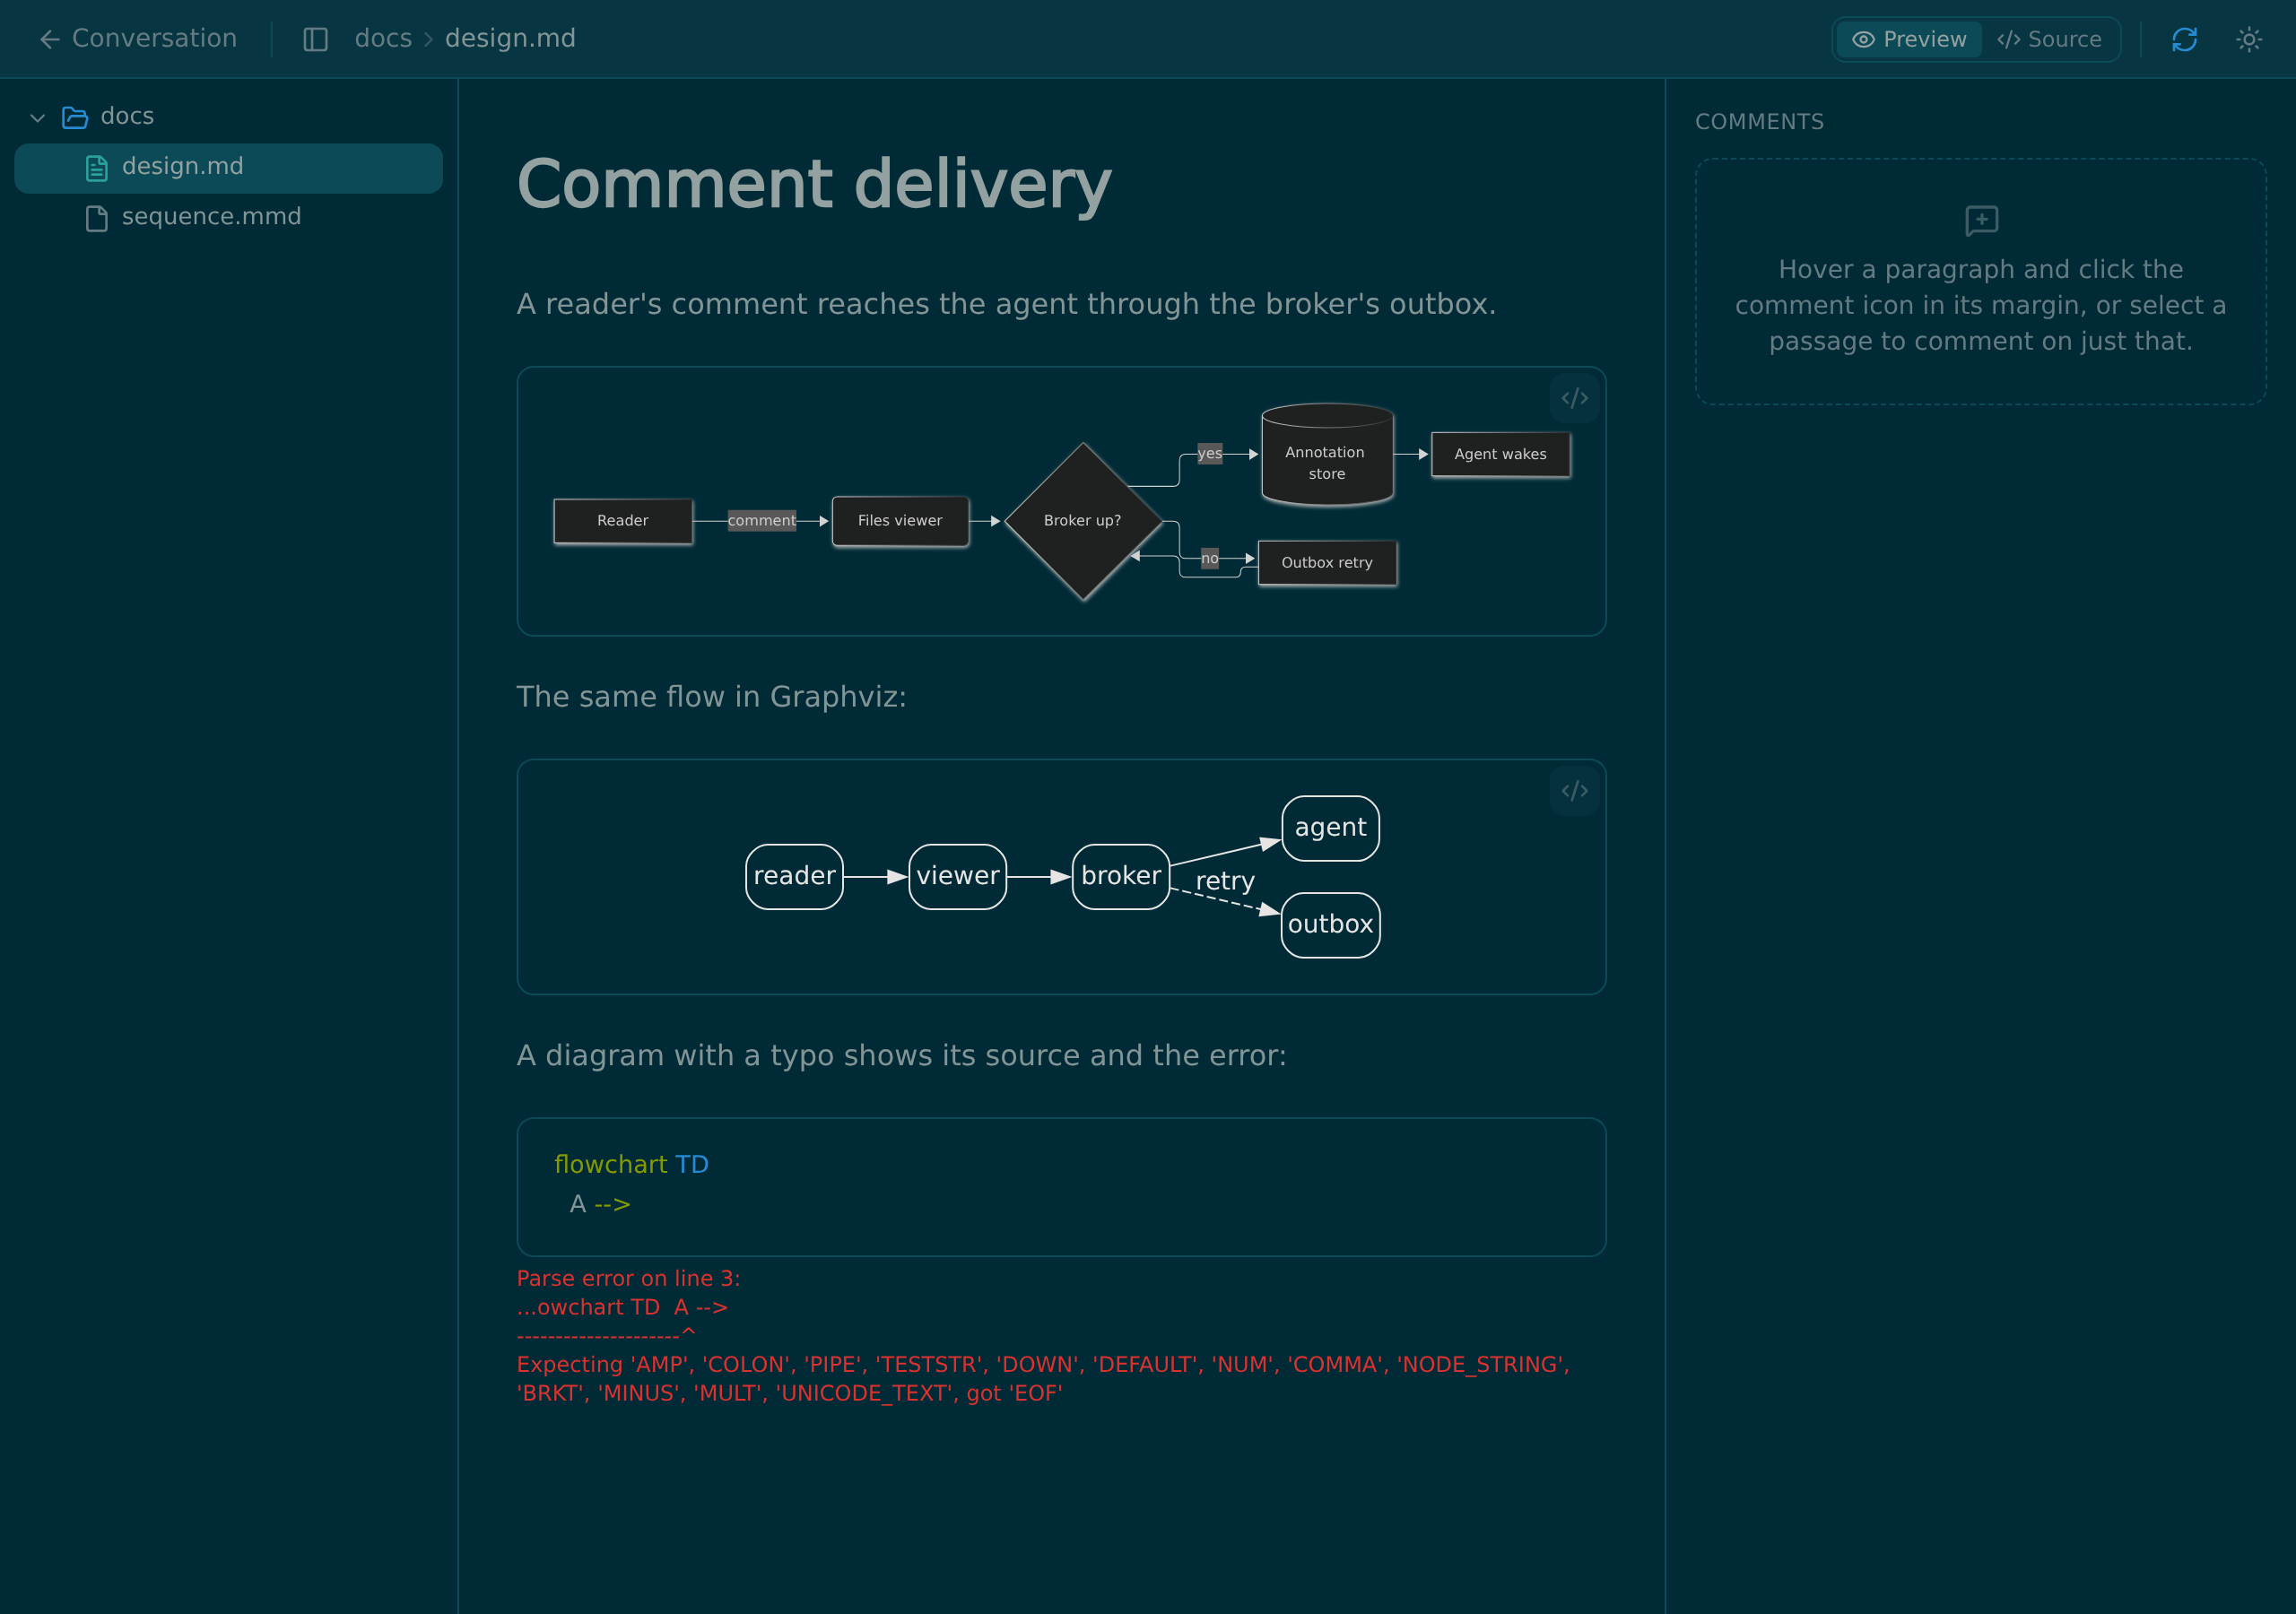 Conversation
docs > design.md
Preview
</> Source
docs
design.md
sequence.mmd
Comment delivery
A reader's comment reaches the agent through the broker's outbox.
</>
Reader
comment
Files viewer
Broker up?
yes
Annotation
store
Agent wakes
no
Outbox retry
The same flow in Graphviz:
</>
reader
viewer
broker
agent
retry
outbox
A diagram with a typo shows its source and the error:
flowchart TD
  A -->
Parse error on line 3:
...owchart TD  A -->
---------------------^
Expecting 'AMP', 'COLON', 'PIPE', 'TESTSTR', 'DOWN', 'DEFAULT', 'NUM', 'COMMA', 'NODE_STRING',
'BRKT', 'MINUS', 'MULT', 'UNICODE_TEXT', got 'EOF'
COMMENTS
Hover a paragraph and click the
comment icon in its margin, or select a
passage to comment on just that.